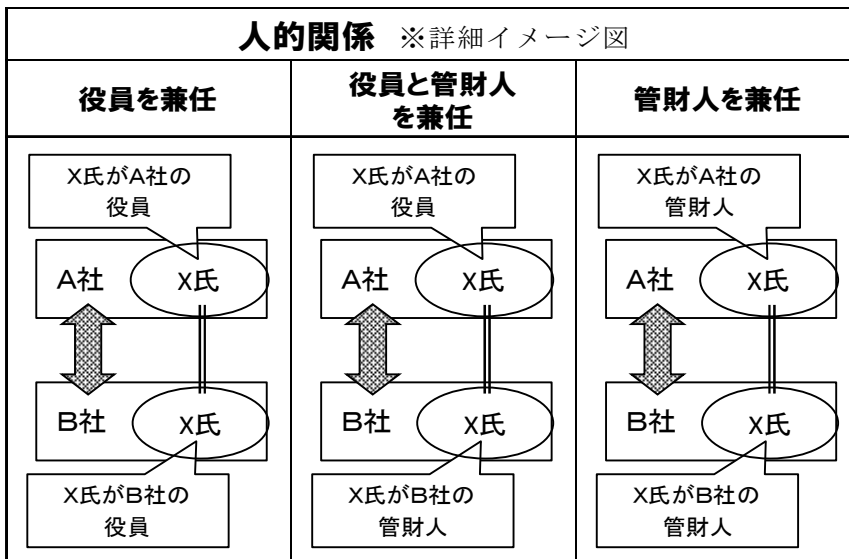 人的関係 ※詳細イメージ図
役員を兼任
役員と管財人
を兼任
管財人を兼任
X氏がA社の
役員
A社
X氏
B社
X氏
X氏がB社の
役員
X氏がA社の
役員
A社
X氏
B社
X氏
X氏がB社の
管財人
X氏がA社の
管財人
A社
X氏
B社
X氏
X氏がB社の
管財人